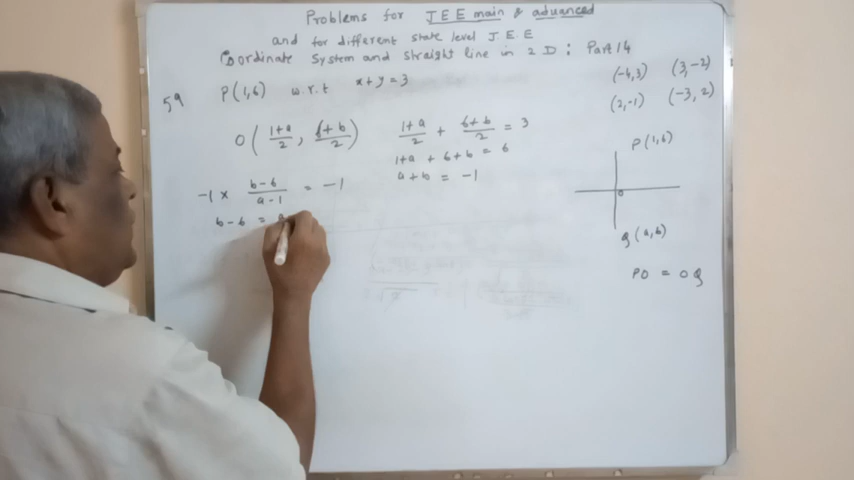 Problems for JEE main & advanced
and for different state level JEE
Coordinate System and straight line in 2D : Part 14
59 P(1,6) w.r.t x+y=3
(-4,3) (3,-2)
(2,-1) (-3,2)
O( (1+a)/2 , (6+b)/2 )
-1 × (b-6)/(a-1) = -1
b-6 = a
(1+a)/2 + (6+b)/2 = 3
1+a + 6+b = 6
a+b = -1
P(1,6)
O
Q(a,b)
PO = OQ